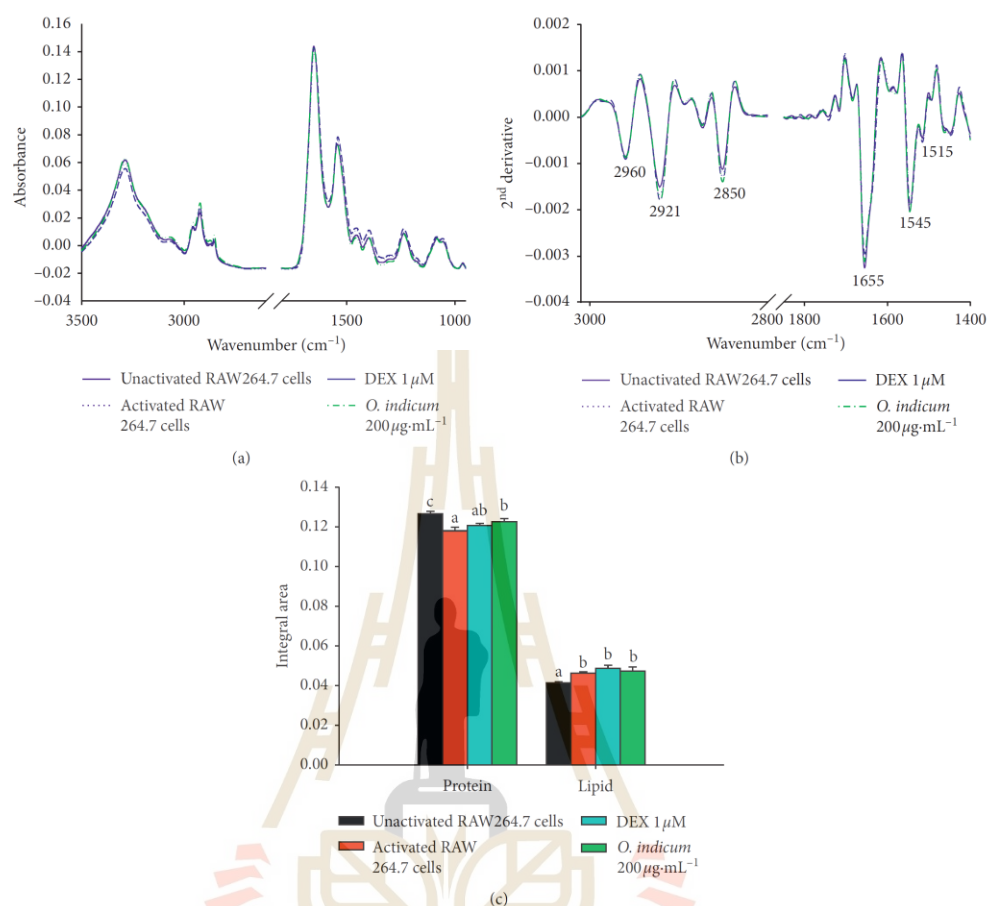 0.16
0.14
0.12
0.10
0.08
0.06
0.04
0.02
0.00
−0.02
−0.04
Absorbance
3500
3000
1500
1000
Wavenumber (cm⁻¹)
Unactivated RAW264.7 cells
Activated RAW
264.7 cells
DEX 1 μM
O. indicum
200 μg·mL⁻¹
(a)
0.002
0.001
0.000
−0.001
−0.002
−0.003
−0.004
2ⁿᵈ derivative
2960
2921
2850
1655
1545
1515
3000
2800
1800
1600
1400
Wavenumber (cm⁻¹)
Unactivated RAW264.7 cells
Activated RAW
264.7 cells
DEX 1 μM
O. indicum
200 μg·mL⁻¹
(b)
0.14
0.12
0.10
0.08
0.06
0.04
0.02
0.00
Integral area
c
a
ab
b
a
b
b
b
Protein
Lipid
Unactivated RAW264.7 cells
Activated RAW
264.7 cells
DEX 1 μM
O. indicum
200 μg·mL⁻¹
(c)